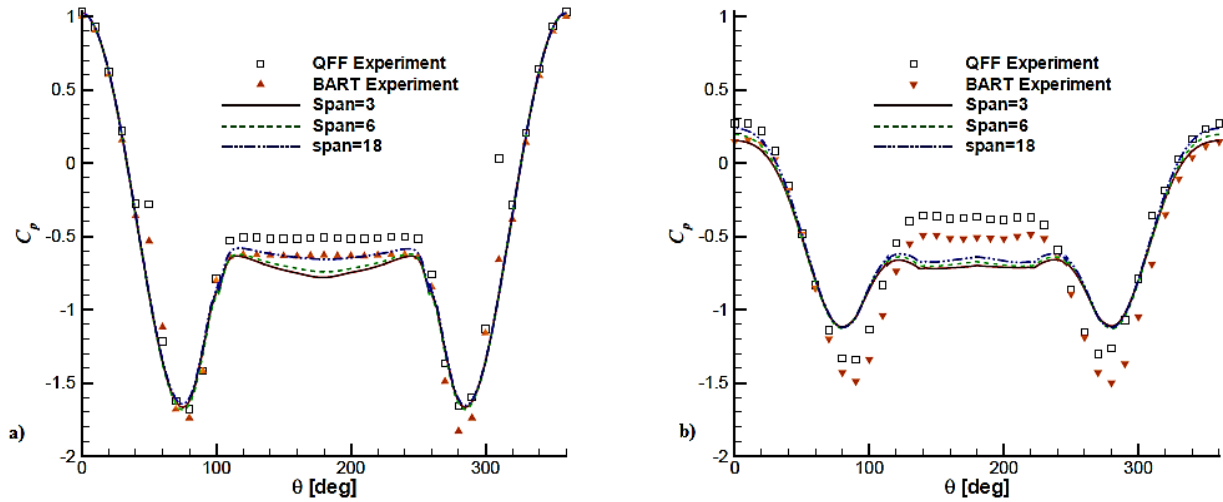 1
0.5
0
-0.5
-1
-1.5
-2
C_p
QFF Experiment
BART Experiment
Span=3
Span=6
span=18
0 100 200 300
θ [deg]
a)
1
0.5
0
-0.5
-1
-1.5
-2
C_p
QFF Experiment
BART Experiment
Span=3
Span=6
span=18
0 100 200 300
θ [deg]
b)